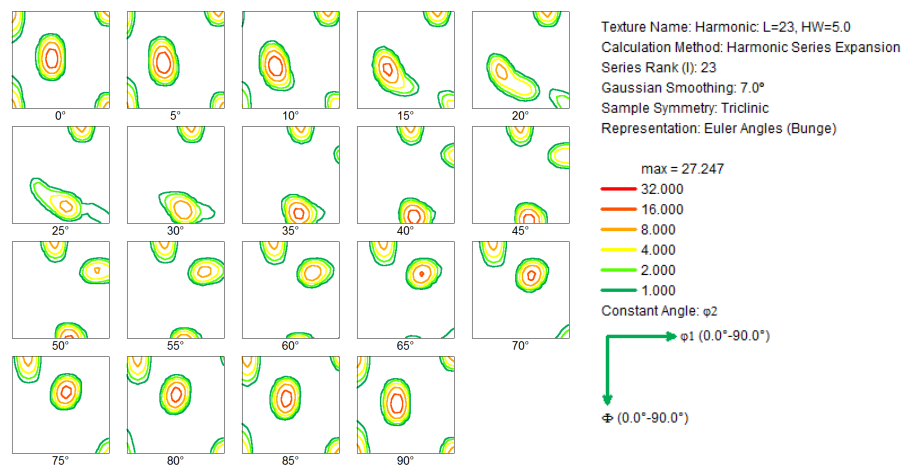 Texture Name: Harmonic: L=23, HW=5.0
Calculation Method: Harmonic Series Expansion
Series Rank (l): 23
Gaussian Smoothing: 7.0°
Sample Symmetry: Triclinic
Representation: Euler Angles (Bunge)
0° 5° 10° 15° 20°
max = 27.247
32.000
16.000
8.000
4.000
2.000
1.000
25° 30° 35° 40° 45°
Constant Angle: φ2
φ1 (0.0°-90.0°)
50° 55° 60° 65° 70°
Φ (0.0°-90.0°)
75° 80° 85° 90°